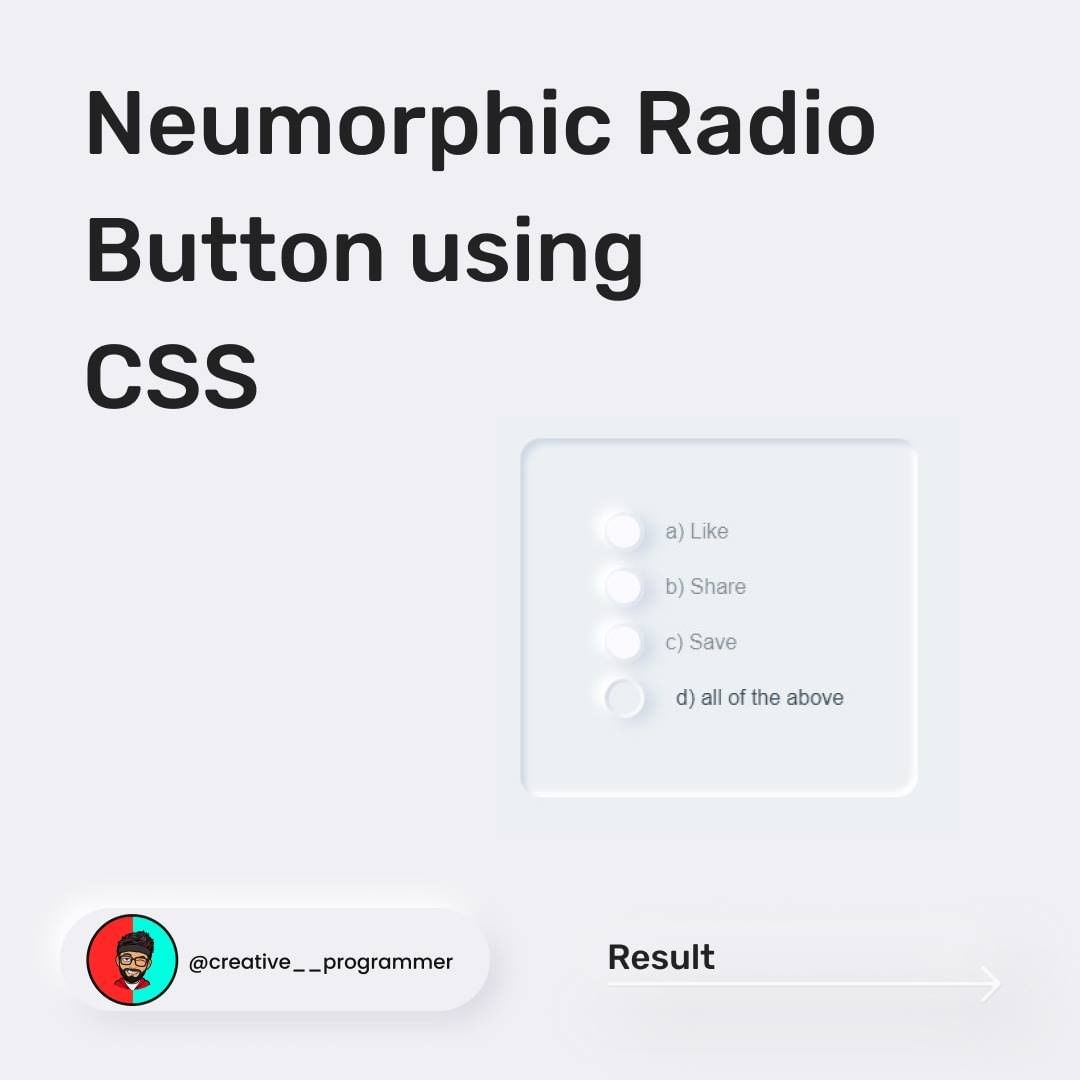 Neumorphic Radio
Button using
CSS
a) Like
b) Share
c) Save
d) all of the above
@creative__programmer
Result